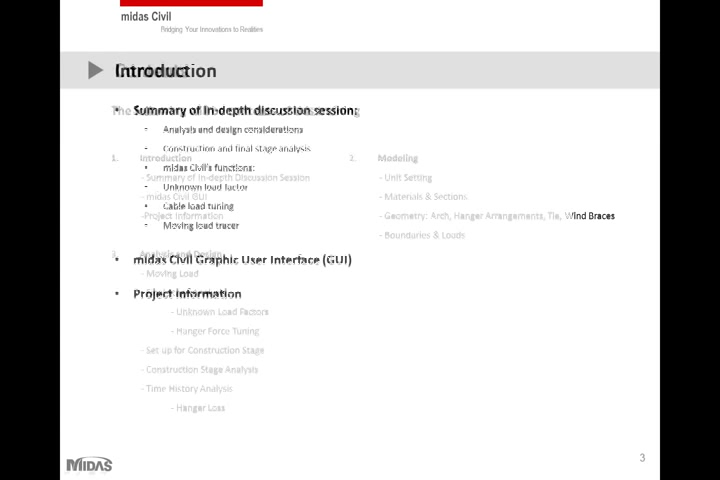 midas Civil
Bridging Your Innovations to Realities
Introduction
Summary of in-depth discussion session:
- Analysis and design considerations
- Construction and final stage analysis
1. Introduction
2. Modeling
- midas Civil's functions:
- Summary of In-depth Discussion Session
- Unit Setting
- Unknown load factor
- midas Civil GUI
- Materials & Sections
- Cable load tuning
-Project Information
- Geometry: Arch, Hanger Arrangements, Tie, Wind Braces
- Moving load tracer
- Boundaries & Loads
3. Analysis and Design
• midas Civil Graphic User Interface (GUI)
- Moving Load
• Project Information
- Unknown Load Factors
- Hanger Force Tuning
- Set up for Construction Stage
- Construction Stage Analysis
- Time History Analysis
- Hanger Loss
MIDAS
3